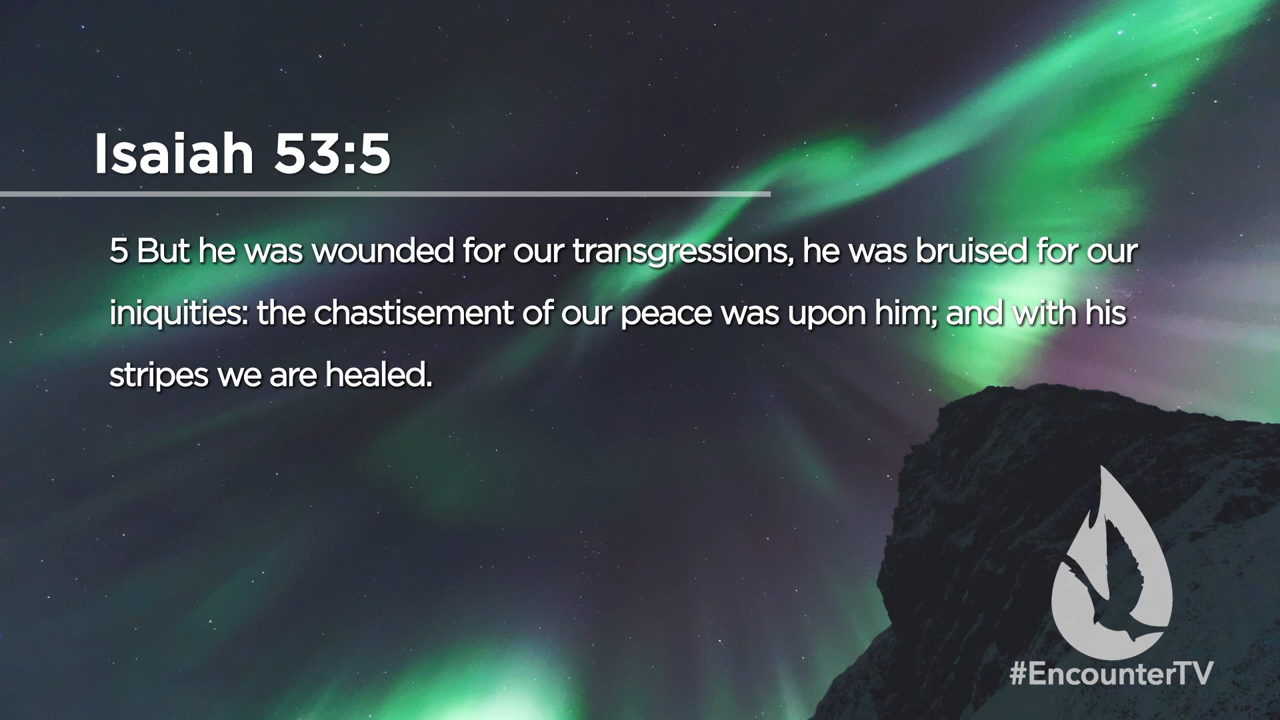 Isaiah 53:5
5 But he was wounded for our transgressions, he was bruised for our
iniquities: the chastisement of our peace was upon him; and with his
stripes we are healed.
#EncounterTV